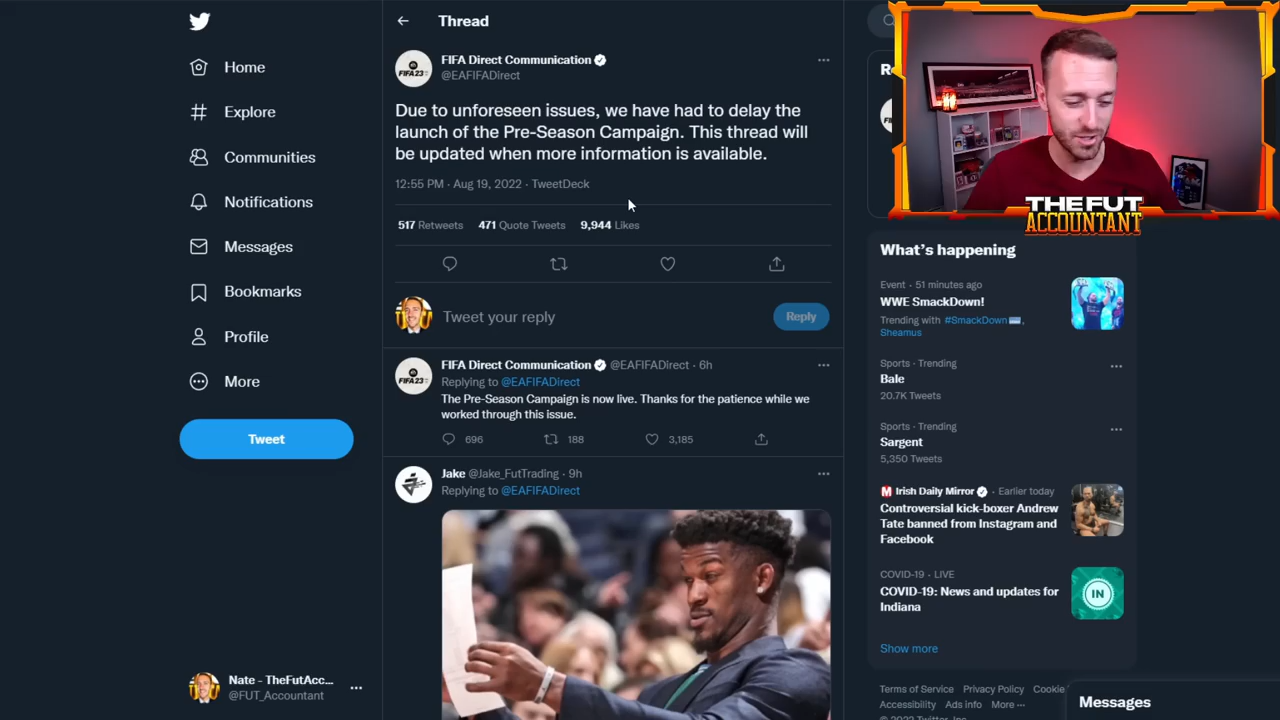 Home
Explore
Communities
Notifications
Messages
Bookmarks
Profile
More
Tweet
Nate - TheFutAcc...
@FUT_Accountant
Thread
FIFA Direct Communication
@EAFIFADirect
Due to unforeseen issues, we have had to delay the
launch of the Pre-Season Campaign. This thread will
be updated when more information is available.
12:55 PM · Aug 19, 2022 · TweetDeck
517 Retweets 471 Quote Tweets 9,944 Likes
Tweet your reply
Reply
FIFA Direct Communication @EAFIFADirect · 6h
Replying to @EAFIFADirect
The Pre-Season Campaign is now live. Thanks for the patience while we
worked through this issue.
696 188 3,185
Jake @Jake_FutTrading · 9h
Replying to @EAFIFADirect
THE FUT
ACCOUNTANT
What's happening
Event · 51 minutes ago
WWE SmackDown!
Trending with #SmackDown ,
Sheamus
Sports · Trending
Bale
20.7K Tweets
Sports · Trending
Sargent
5,350 Tweets
Irish Daily Mirror · Earlier today
Controversial kick-boxer Andrew
Tate banned from Instagram and
Facebook
COVID-19 · LIVE
COVID-19: News and updates for
Indiana
IN
Show more
Terms of Service Privacy Policy Cookie
Accessibility Ads info More ···
© 2022 Twitter, Inc.
Messages